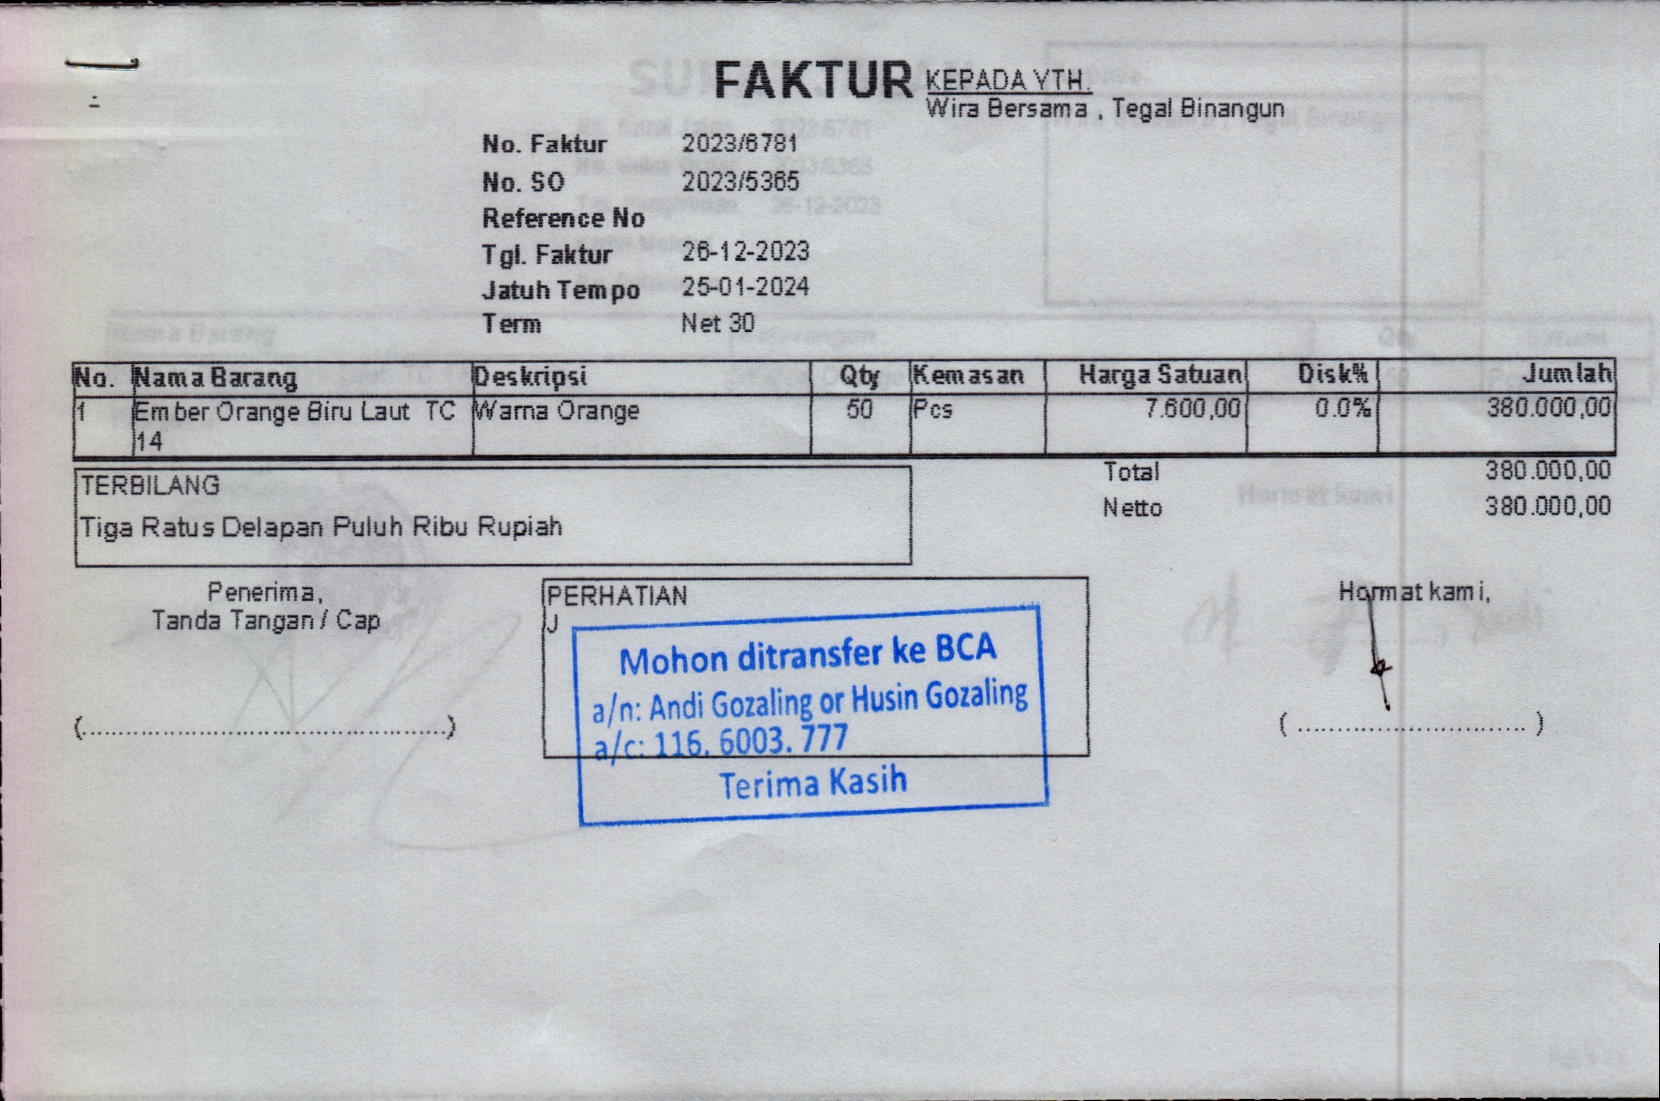 FAKTUR
KEPADA YTH.
Wira Bersama , Tegal Binangun
No. Faktur 2023/6781
No. SO 2023/5365
Reference No
Tgl. Faktur 26-12-2023
Jatuh Tempo 25-01-2024
Term Net 30
No. Nama Barang Deskripsi Qty Kemasan Harga Satuan Disk% Jumlah
1 Ember Orange Biru Laut TC Warna Orange 50 Pcs 7.600,00 0.0% 380.000,00
14
TERBILANG
Tiga Ratus Delapan Puluh Ribu Rupiah
Total 380.000,00
Netto 380.000,00
Penerima,
Tanda Tangan / Cap
(..................................................)
PERHATIAN
J
Mohon ditransfer ke BCA
a/n: Andi Gozaling or Husin Gozaling
a/c: 116. 6003. 777
Terima Kasih
Hormat kami,
( ............................... )